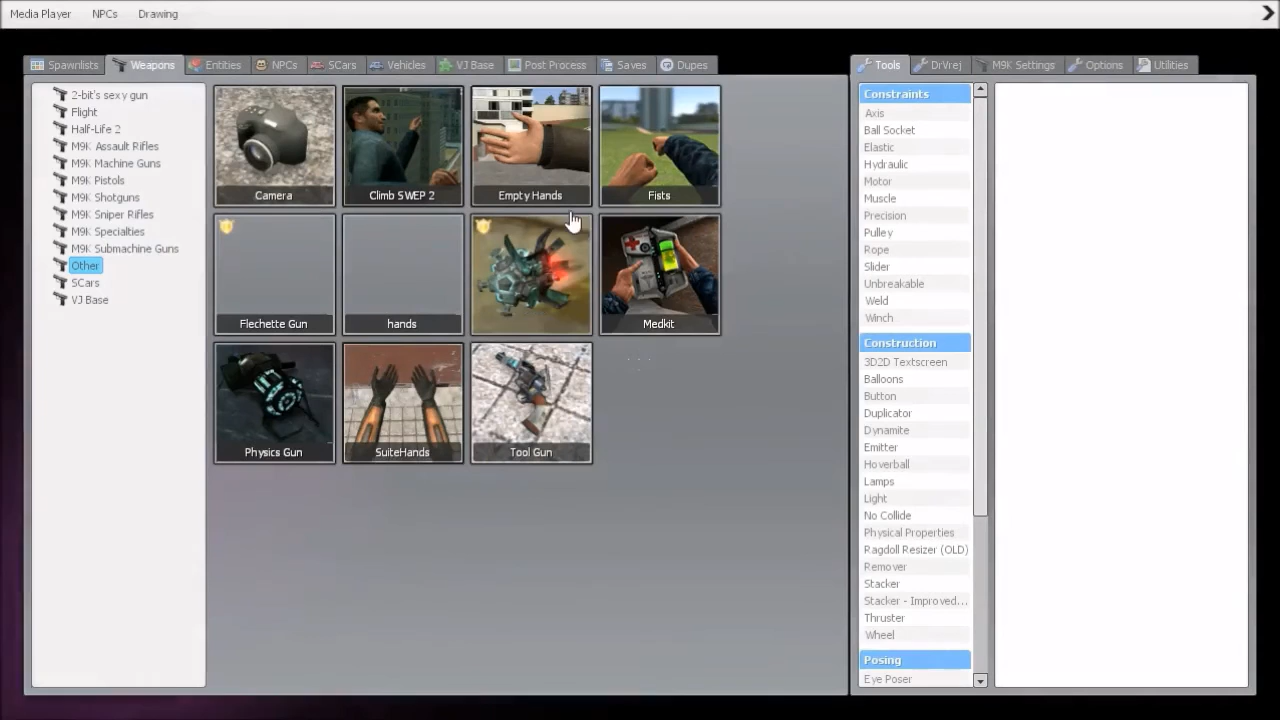 Media Player NPCs Drawing
Spawnlists Weapons Entities NPCs SCars Vehicles VJ Base Post Process Saves Dupes
Tools DrVrej M9K Settings Options Utilities
2-bit's sexy gun
Flight
Half-Life 2
M9K Assault Rifles
M9K Machine Guns
M9K Pistols
M9K Shotguns
M9K Sniper Rifles
M9K Specialties
M9K Submachine Guns
Other
SCars
VJ Base
Camera Climb SWEP 2 Empty Hands Fists
Flechette Gun hands Medkit
Physics Gun SuiteHands Tool Gun
Constraints
Axis
Ball Socket
Elastic
Hydraulic
Motor
Muscle
Precision
Pulley
Rope
Slider
Unbreakable
Weld
Winch
Construction
3D2D Textscreen
Balloons
Button
Duplicator
Dynamite
Emitter
Hoverball
Lamps
Light
No Collide
Physical Properties
Ragdoll Resizer (OLD)
Remover
Stacker
Stacker - Improved...
Thruster
Wheel
Posing
Eye Poser